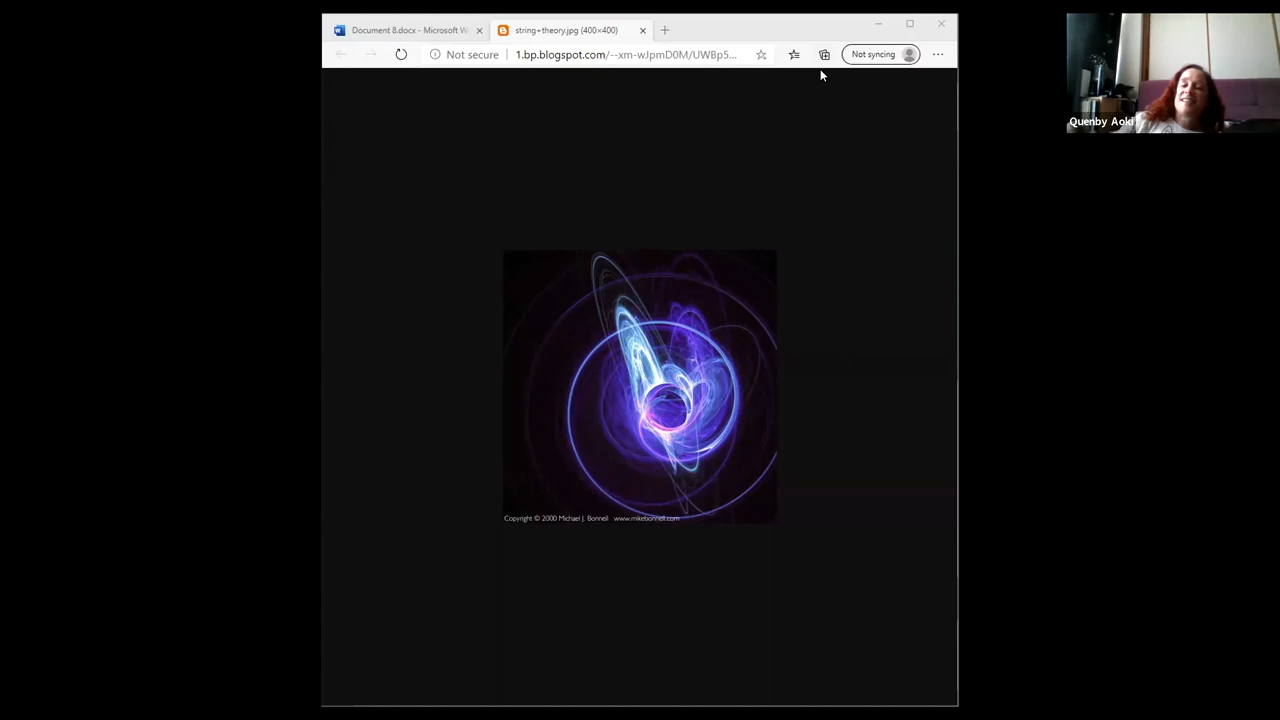 Document 8.docx - Microsoft W
string+theory.jpg (400×400)
Not secure
1.bp.blogspot.com/--xm-wJpmD0M/UWBp5...
Not syncing
Quenby Aoki
Copyright © 2000 Michael J. Bonnell www.mikebonnell.com